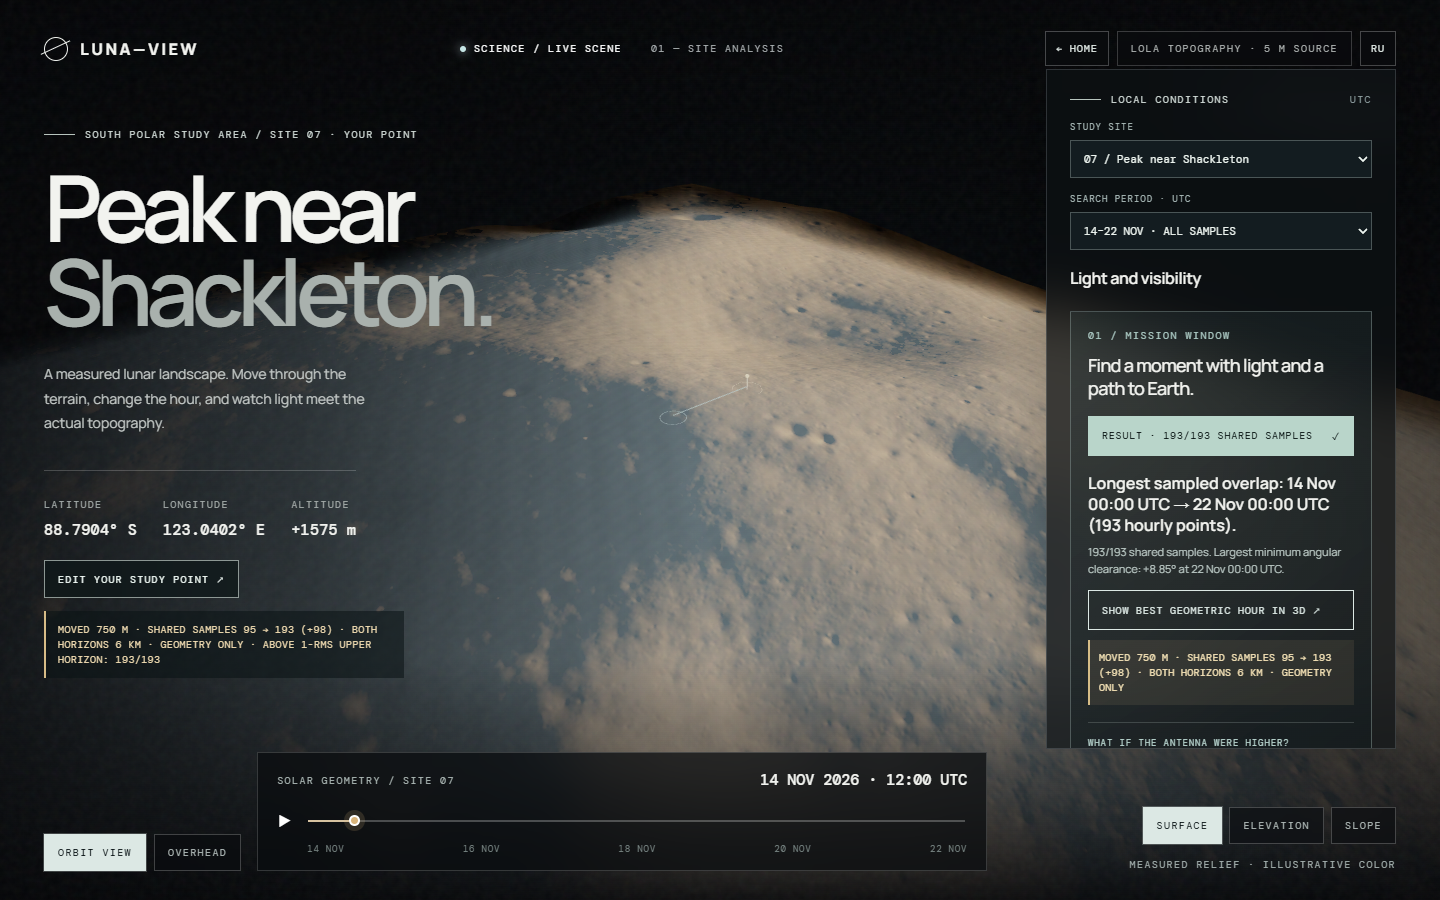 LUNA—VIEW
SCIENCE / LIVE SCENE
01 — SITE ANALYSIS
← HOME
LOLA TOPOGRAPHY · 5 M SOURCE
RU
SOUTH POLAR STUDY AREA / SITE 07 · YOUR POINT
Peak near
Shackleton.
A measured lunar landscape. Move through the
terrain, change the hour, and watch light meet the
actual topography.
LATITUDE
LONGITUDE
ALTITUDE
88.7904° S
123.0402° E
+1575 m
EDIT YOUR STUDY POINT ↗
MOVED 750 M · SHARED SAMPLES 95 → 193 (+98) · BOTH
HORIZONS 6 KM · GEOMETRY ONLY · ABOVE 1-RMS UPPER
HORIZON: 193/193
LOCAL CONDITIONS
UTC
STUDY SITE
07 / Peak near Shackleton
SEARCH PERIOD · UTC
14–22 NOV · ALL SAMPLES
Light and visibility
01 / MISSION WINDOW
Find a moment with light and a
path to Earth.
RESULT · 193/193 SHARED SAMPLES ✓
Longest sampled overlap: 14 Nov
00:00 UTC → 22 Nov 00:00 UTC
(193 hourly points).
193/193 shared samples. Largest minimum angular
clearance: +8.85° at 22 Nov 00:00 UTC.
SHOW BEST GEOMETRIC HOUR IN 3D ↗
MOVED 750 M · SHARED SAMPLES 95 → 193
(+98) · BOTH HORIZONS 6 KM · GEOMETRY
ONLY
WHAT IF THE ANTENNA WERE HIGHER?
SOLAR GEOMETRY / SITE 07
14 NOV 2026 · 12:00 UTC
14 NOV
16 NOV
18 NOV
20 NOV
22 NOV
ORBIT VIEW
OVERHEAD
SURFACE
ELEVATION
SLOPE
MEASURED RELIEF · ILLUSTRATIVE COLOR